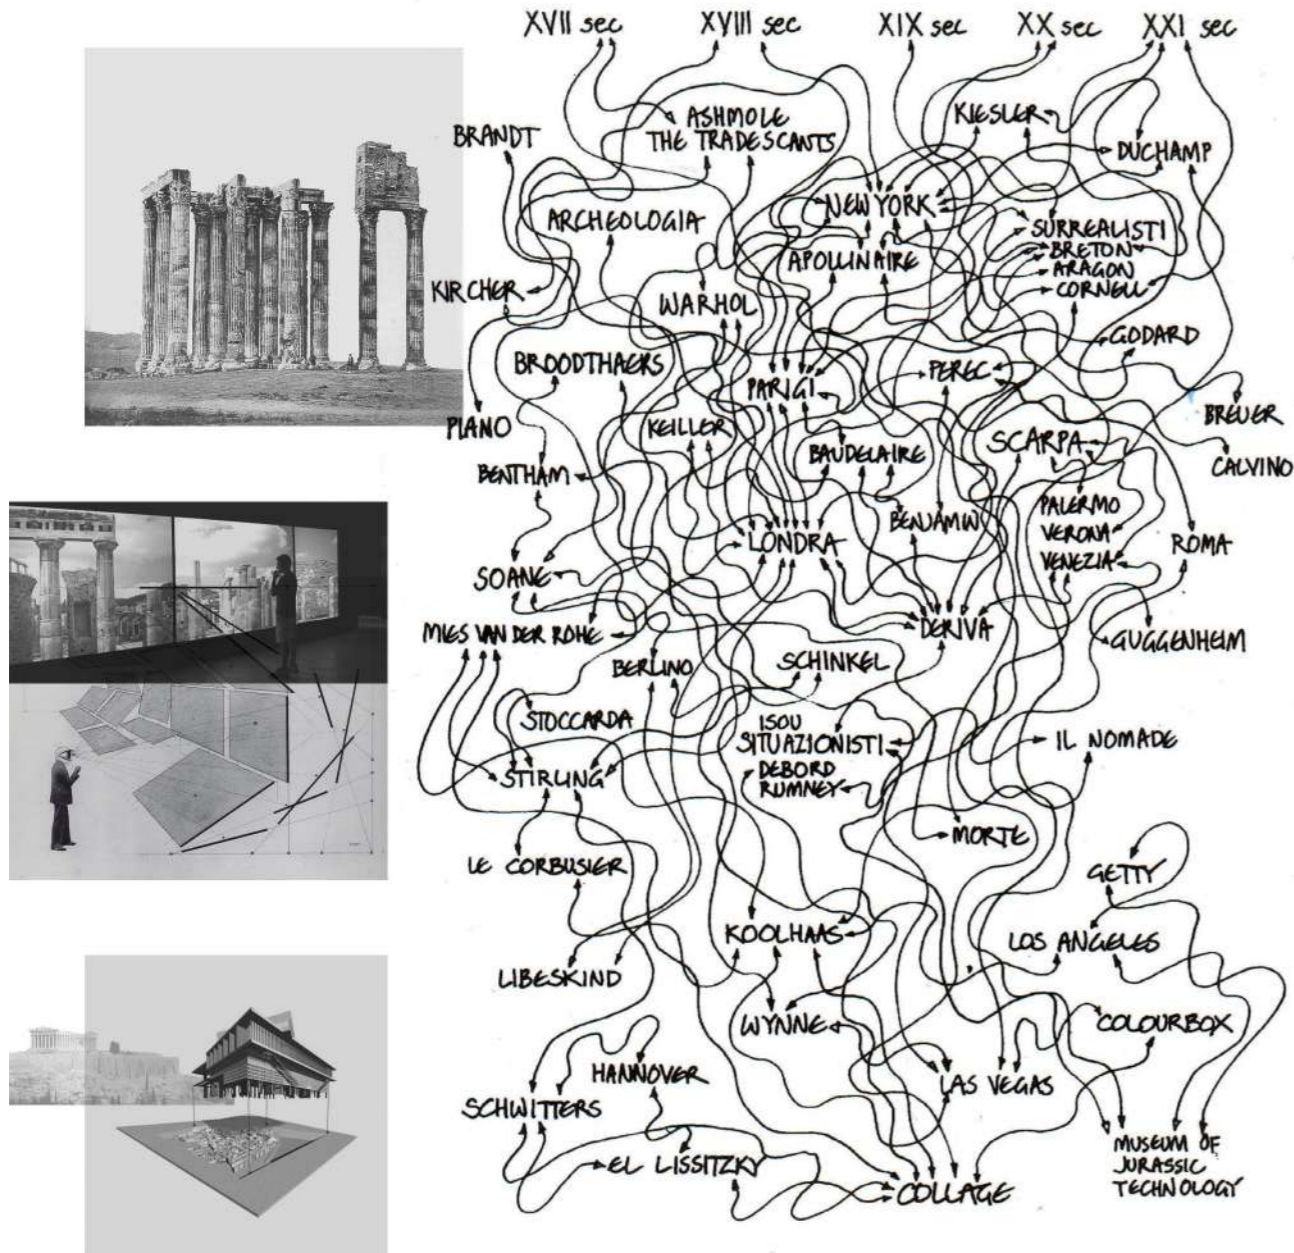 XVII sec XVIII sec XIX sec XX sec XXI sec
KIESLER
ASHMOLE
BRANDT THE TRADESCANTS
DUCHAMP
NEW YORK
ARCHEOLOGIA
SURREALISTI
BRETON
APOLLINAIRE
ARAGON
KIRCHER
CORNELL
WARHOL
GODARD
BROODTHAERS
PEREC
PARIGI
BREUER
PIANO KEILLER
SCARPA
BAUDELAIRE
CALVINO
BENTHAM
PALERMO
BENJAMIN
VERONA
LONDRA
ROMA
VENEZIA
SOANE
DERIVA
MIES VAN DER ROHE
GUGGENHEIM
BERLINO SCHINKEL
STOCCARDA
ISOU
SITUAZIONISTI
IL NOMADE
DEBORD
STIRLING
RUMNEY
MORTE
LE CORBUSIER
GETTY
KOOLHAAS
LOS ANGELES
LIBESKIND
WYNNE
COLOURBOX
HANNOVER
LAS VEGAS
SCHWITTERS
MUSEUM OF
JURASSIC
TECHNOLOGY
EL LISSITZKY
COLLAGE